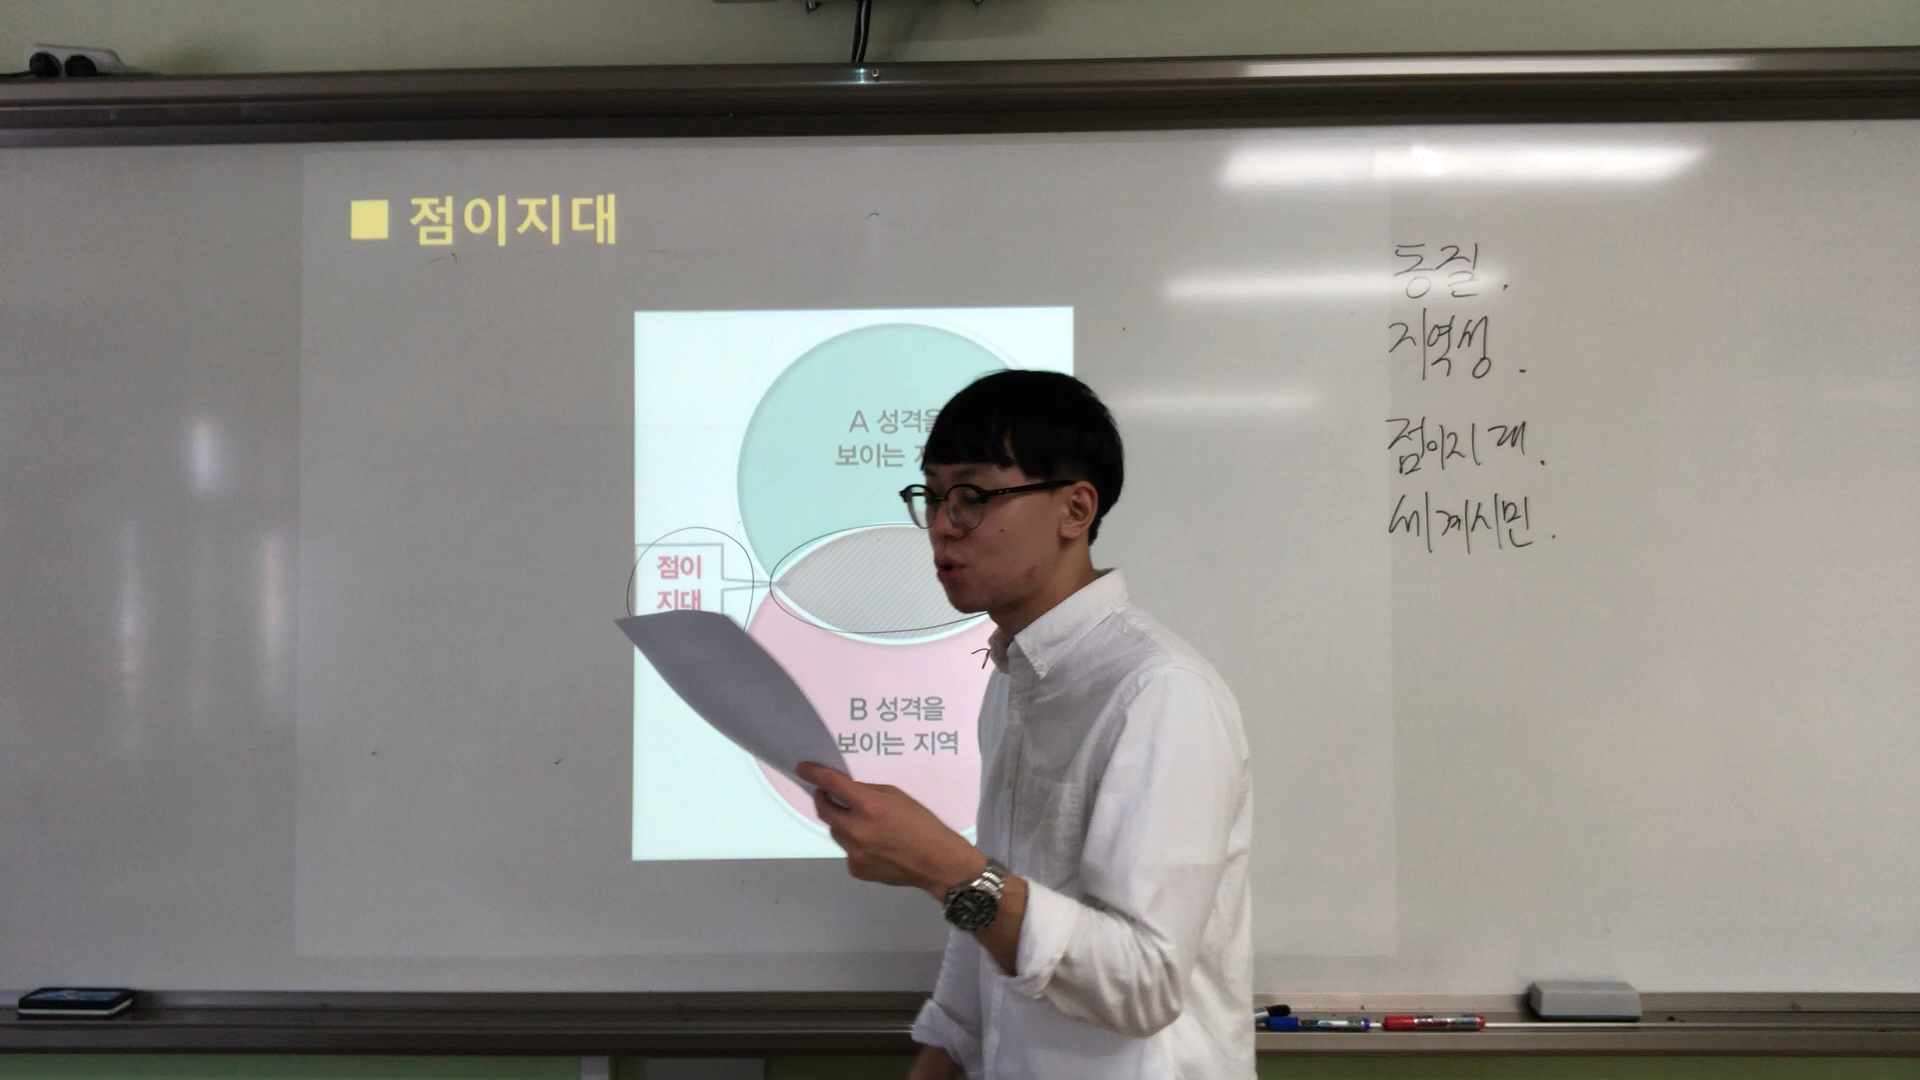 ■ 점이지대
A 성격을
보이는
점이
지대
B 성격을
보이는 지역
동질.
지역성.
점이지대.
세계시민.